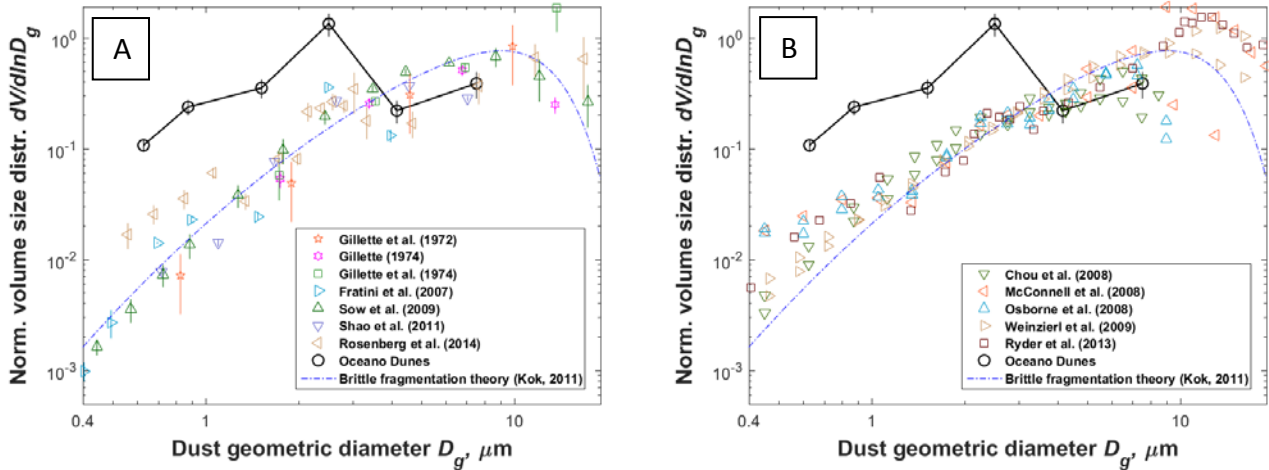 A
Norm. volume size distr. dV/dlnD_g
10^0
10^-1
10^-2
10^-3
Gillette et al. (1972)
Gillette (1974)
Gillette et al. (1974)
Fratini et al. (2007)
Sow et al. (2009)
Shao et al. (2011)
Rosenberg et al. (2014)
Oceano Dunes
Brittle fragmentation theory (Kok, 2011)
0.4 1 10
Dust geometric diameter D_g, μm
B
Norm. volume size distr. dV/dlnD_g
10^0
10^-1
10^-2
10^-3
Chou et al. (2008)
McConnell et al. (2008)
Osborne et al. (2008)
Weinzierl et al. (2009)
Ryder et al. (2013)
Oceano Dunes
Brittle fragmentation theory (Kok, 2011)
0.4 1 10
Dust geometric diameter D_g, μm